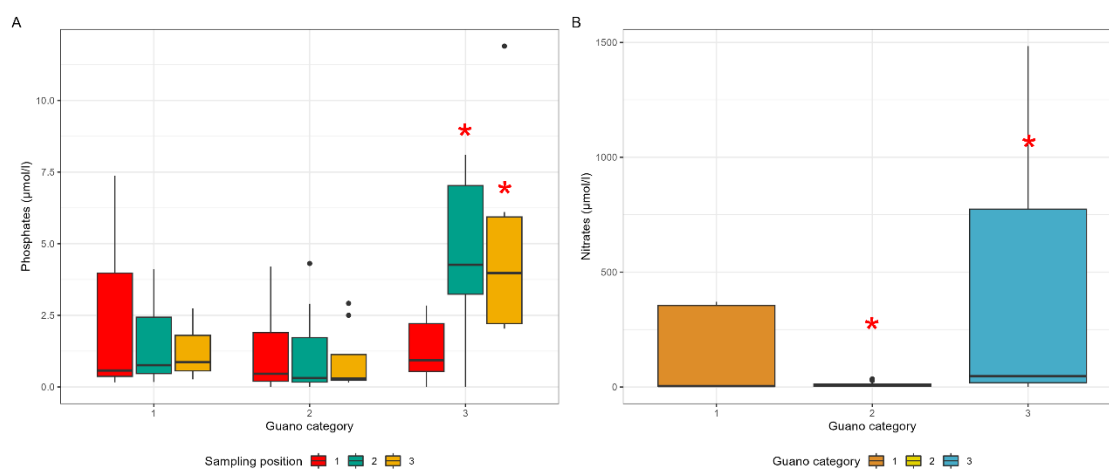 A
Phosphates (µmol/l)
10.0
7.5
5.0
2.5
0.0
*
*
1 2 3
Guano category
Sampling position 1 2 3
B
Nitrates (µmol/l)
1500
1000
500
0
*
*
1 2 3
Guano category
Guano category 1 2 3